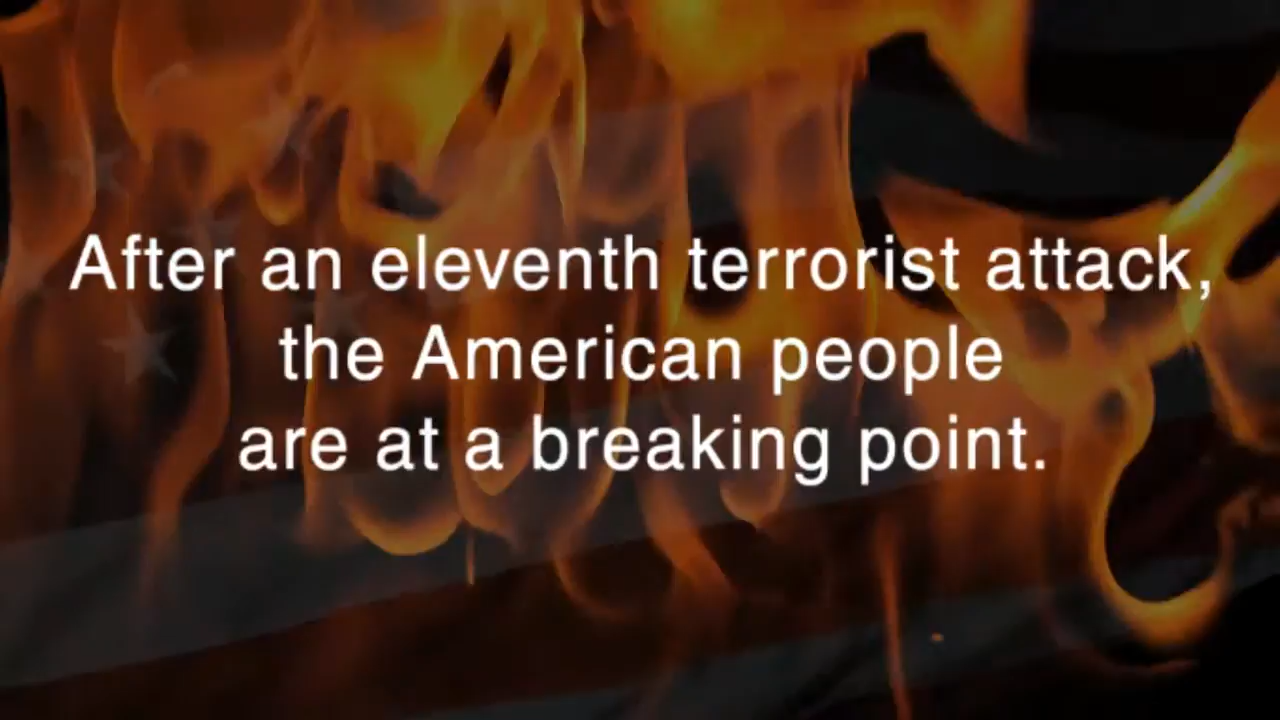 After an eleventh terrorist attack,
the American people
are at a breaking point.